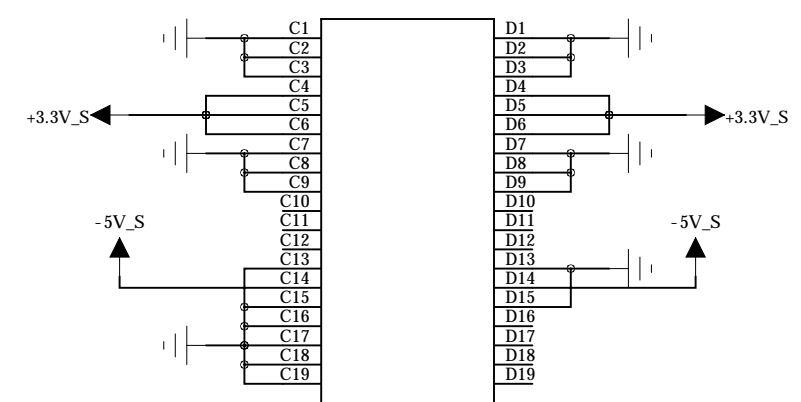 C1 D1
C2 D2
C3 D3
C4 D4
+3.3V_S C5 D5 +3.3V_S
C6 D6
C7 D7
C8 D8
C9 D9
C10 D10
-5V_S C11 D11 -5V_S
C12 D12
C13 D13
C14 D14
C15 D15
C16 D16
C17 D17
C18 D18
C19 D19